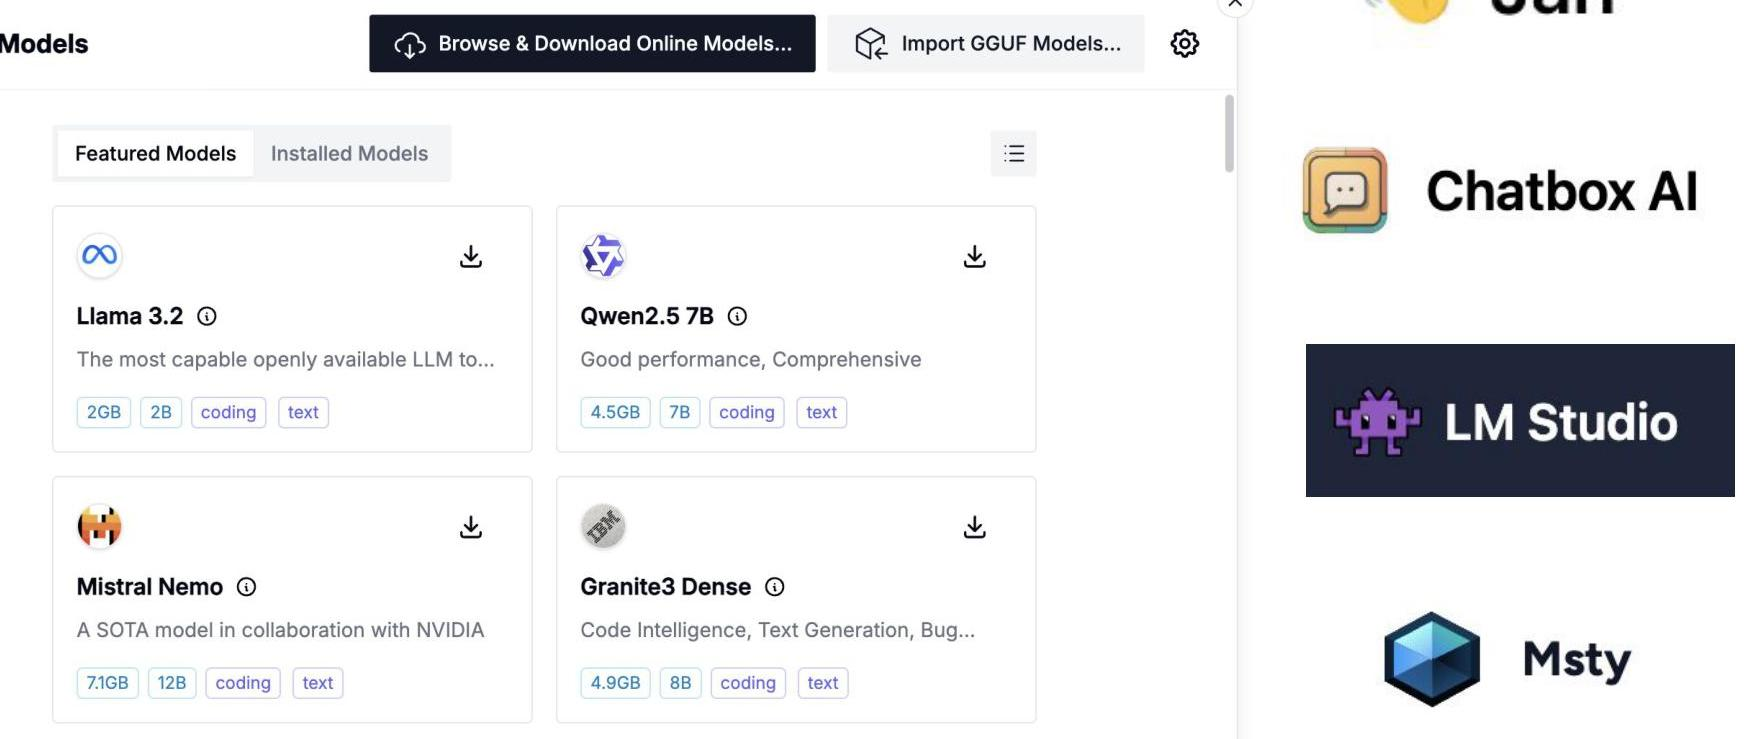 Models
Browse & Download Online Models...
Import GGUF Models...
Featured Models
Installed Models
Llama 3.2
The most capable openly available LLM to...
2GB
2B
coding
text
Qwen2.5 7B
Good performance, Comprehensive
4.5GB
7B
coding
text
Mistral Nemo
A SOTA model in collaboration with NVIDIA
7.1GB
12B
coding
text
IBM
Granite3 Dense
Code Intelligence, Text Generation, Bug...
4.9GB
8B
coding
text
Jan
Chatbox AI
LM Studio
Msty